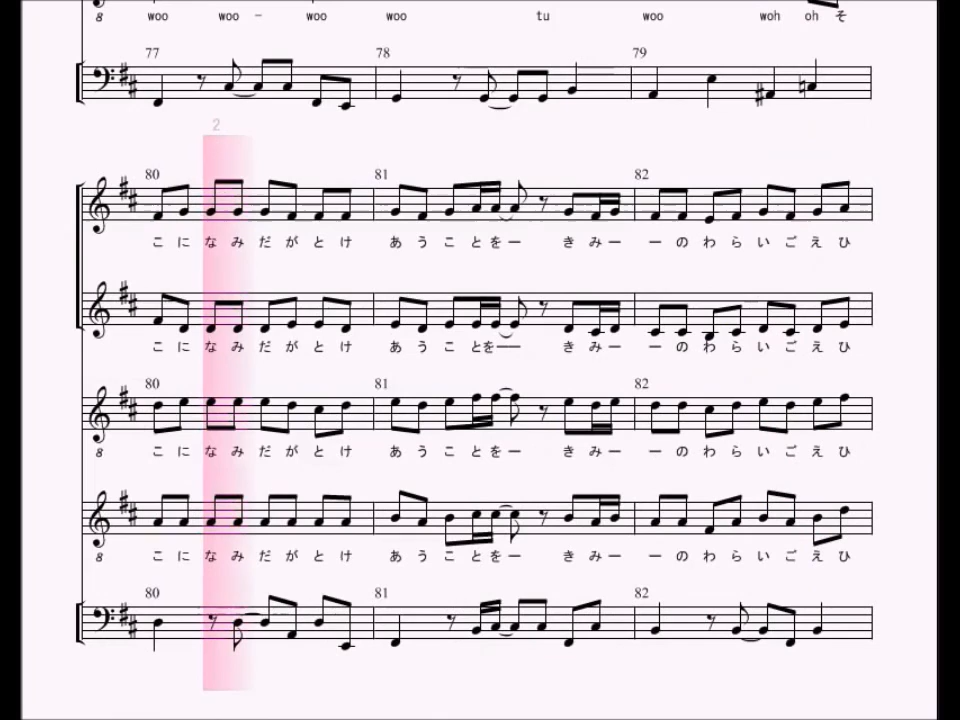 8 woo woo - woo woo tu woo woh oh そ
77 78 79
2
80 81 82
こ に な み だ が と け あ う こ と を ー き み ー ー の わ ら い ご え ひ
こ に な み だ が と け あ う こ とを ー き み ー ー の わ ら い ご え ひ
80 81 82
8 こ に な み だ が と け あ う こ と を ー き み ー ー の わ ら い ご え ひ
8 こ に な み だ が と け あ う こ と を ー き み ー ー の わ ら い ご え ひ
80 81 82